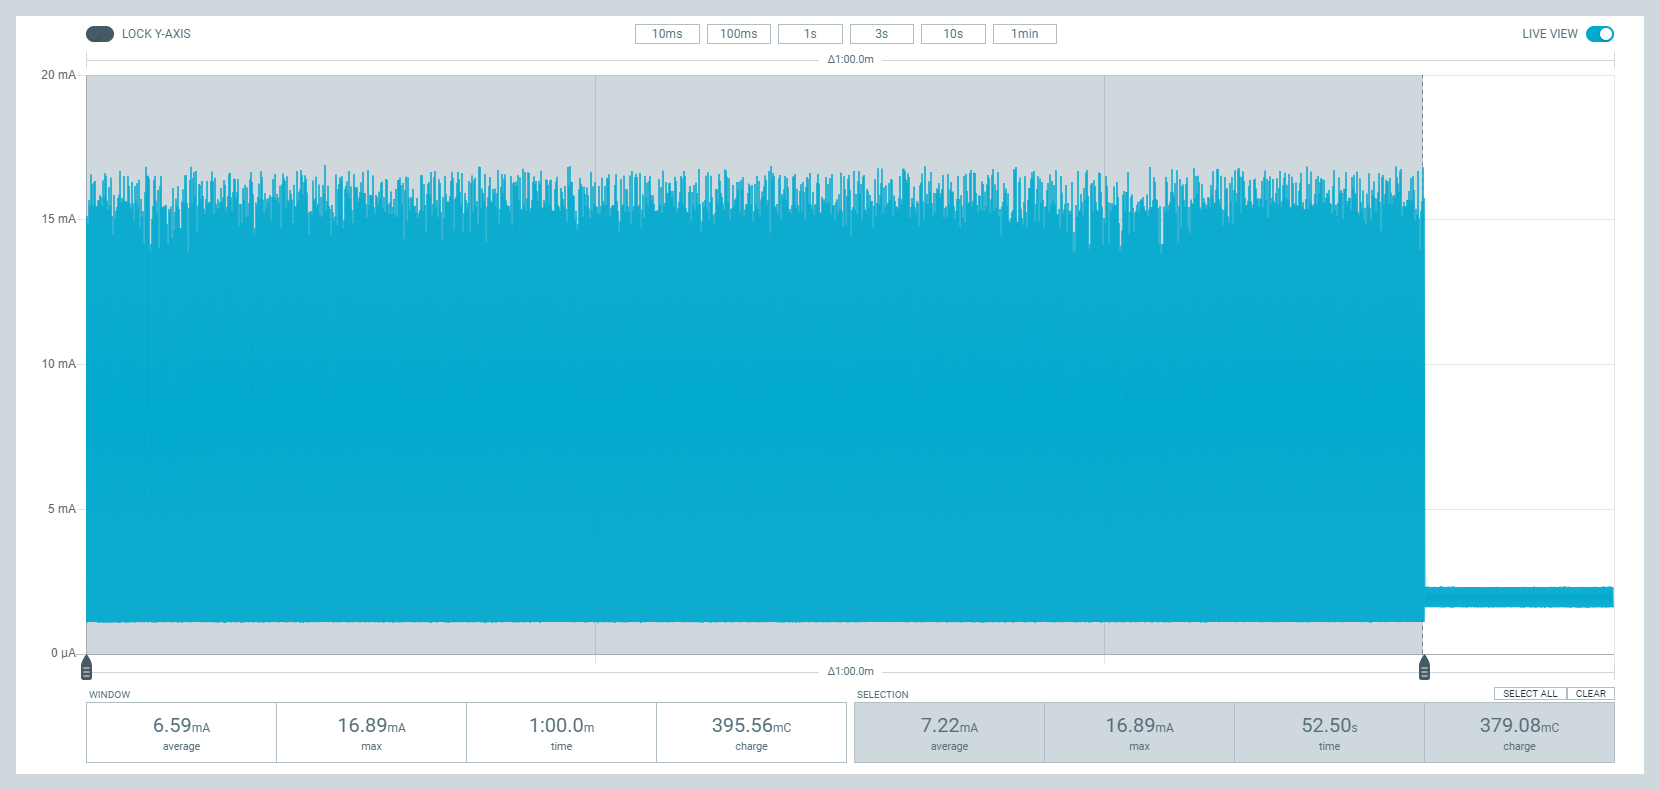 LOCK Y-AXIS
10ms 100ms 1s 3s 10s 1min
LIVE VIEW
Δ1:00.0m
20 mA
15 mA
10 mA
5 mA
0 µA
Δ1:00.0m
WINDOW
6.59mA 16.89mA 1:00.0m 395.56mC
average max time charge
SELECTION
SELECT ALL CLEAR
7.22mA 16.89mA 52.50s 379.08mC
average max time charge